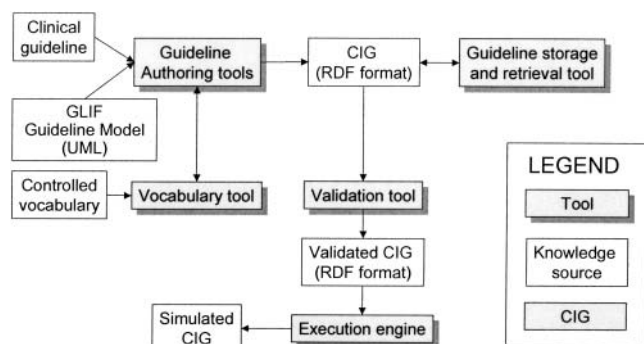 Clinical
guideline
Guideline
Authoring tools
CIG
(RDF format)
Guideline storage
and retrieval tool
GLIF
Guideline Model
(UML)
Controlled
vocabulary
Vocabulary tool
Validation tool
Validated CIG
(RDF format)
Simulated
CIG
Execution engine
LEGEND
Tool
Knowledge
source
CIG